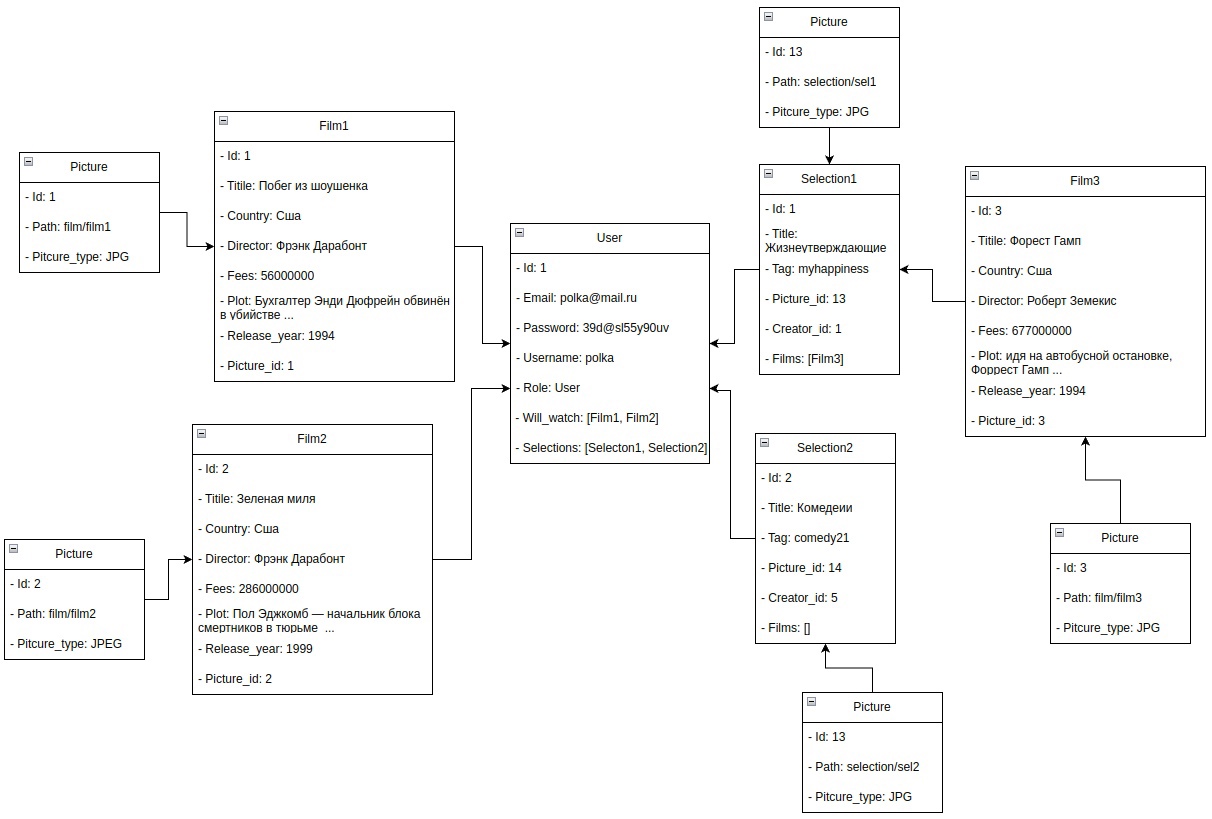 Picture
- Id: 13
- Path: selection/sel1
- Pitcure_type: JPG
Film1
- Id: 1
- Titile: Побег из шоушенка
- Country: Сша
- Director: Фрэнк Дарабонт
- Fees: 56000000
- Plot: Бухгалтер Энди Дюфрейн обвинён
в убийстве ...
- Release_year: 1994
- Picture_id: 1
Picture
- Id: 1
- Path: film/film1
- Pitcure_type: JPG
Selection1
- Id: 1
- Title:
Жизнеутверждающие
- Tag: myhappiness
- Picture_id: 13
- Creator_id: 1
- Films: [Film3]
Film3
- Id: 3
- Titile: Форест Гамп
- Country: Сша
- Director: Роберт Земекис
- Fees: 677000000
- Plot: идя на автобусной остановке,
Форрест Гамп ...
- Release_year: 1994
- Picture_id: 3
User
- Id: 1
- Email: polka@mail.ru
- Password: 39d@sl55y90uv
- Username: polka
- Role: User
- Will_watch: [Film1, Film2]
- Selections: [Selecton1, Selection2]
Film2
- Id: 2
- Titile: Зеленая миля
- Country: Сша
- Director: Фрэнк Дарабонт
- Fees: 286000000
- Plot: Пол Эджкомб — начальник блока
смертников в тюрьме ...
- Release_year: 1999
- Picture_id: 2
Selection2
- Id: 2
- Title: Комедеии
- Tag: comedy21
- Picture_id: 14
- Creator_id: 5
- Films: []
Picture
- Id: 2
- Path: film/film2
- Pitcure_type: JPEG
Picture
- Id: 3
- Path: film/film3
- Pitcure_type: JPG
Picture
- Id: 13
- Path: selection/sel2
- Pitcure_type: JPG